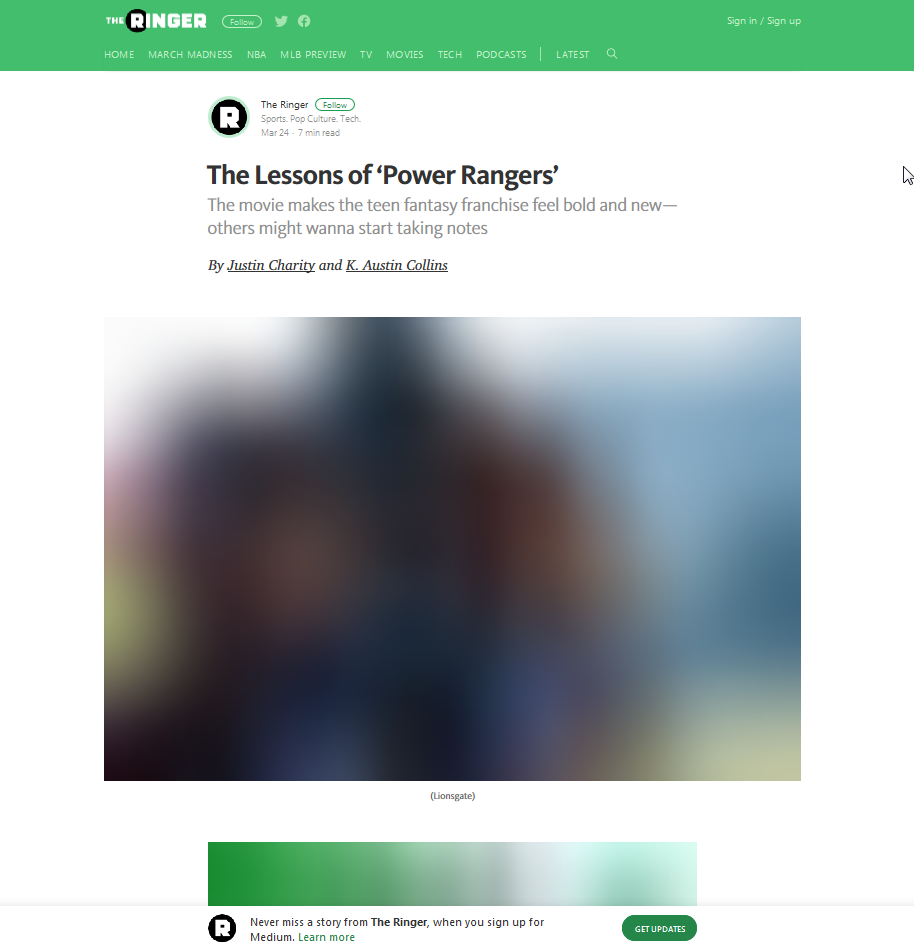 THE RINGER Follow Sign in / Sign up
HOME MARCH MADNESS NBA MLB PREVIEW TV MOVIES TECH PODCASTS LATEST
R The Ringer Follow
Sports. Pop Culture. Tech.
Mar 24 · 7 min read
The Lessons of ‘Power Rangers’
The movie makes the teen fantasy franchise feel bold and new—
others might wanna start taking notes
By Justin Charity and K. Austin Collins
(Lionsgate)
R Never miss a story from The Ringer, when you sign up for
Medium. Learn more
GET UPDATES